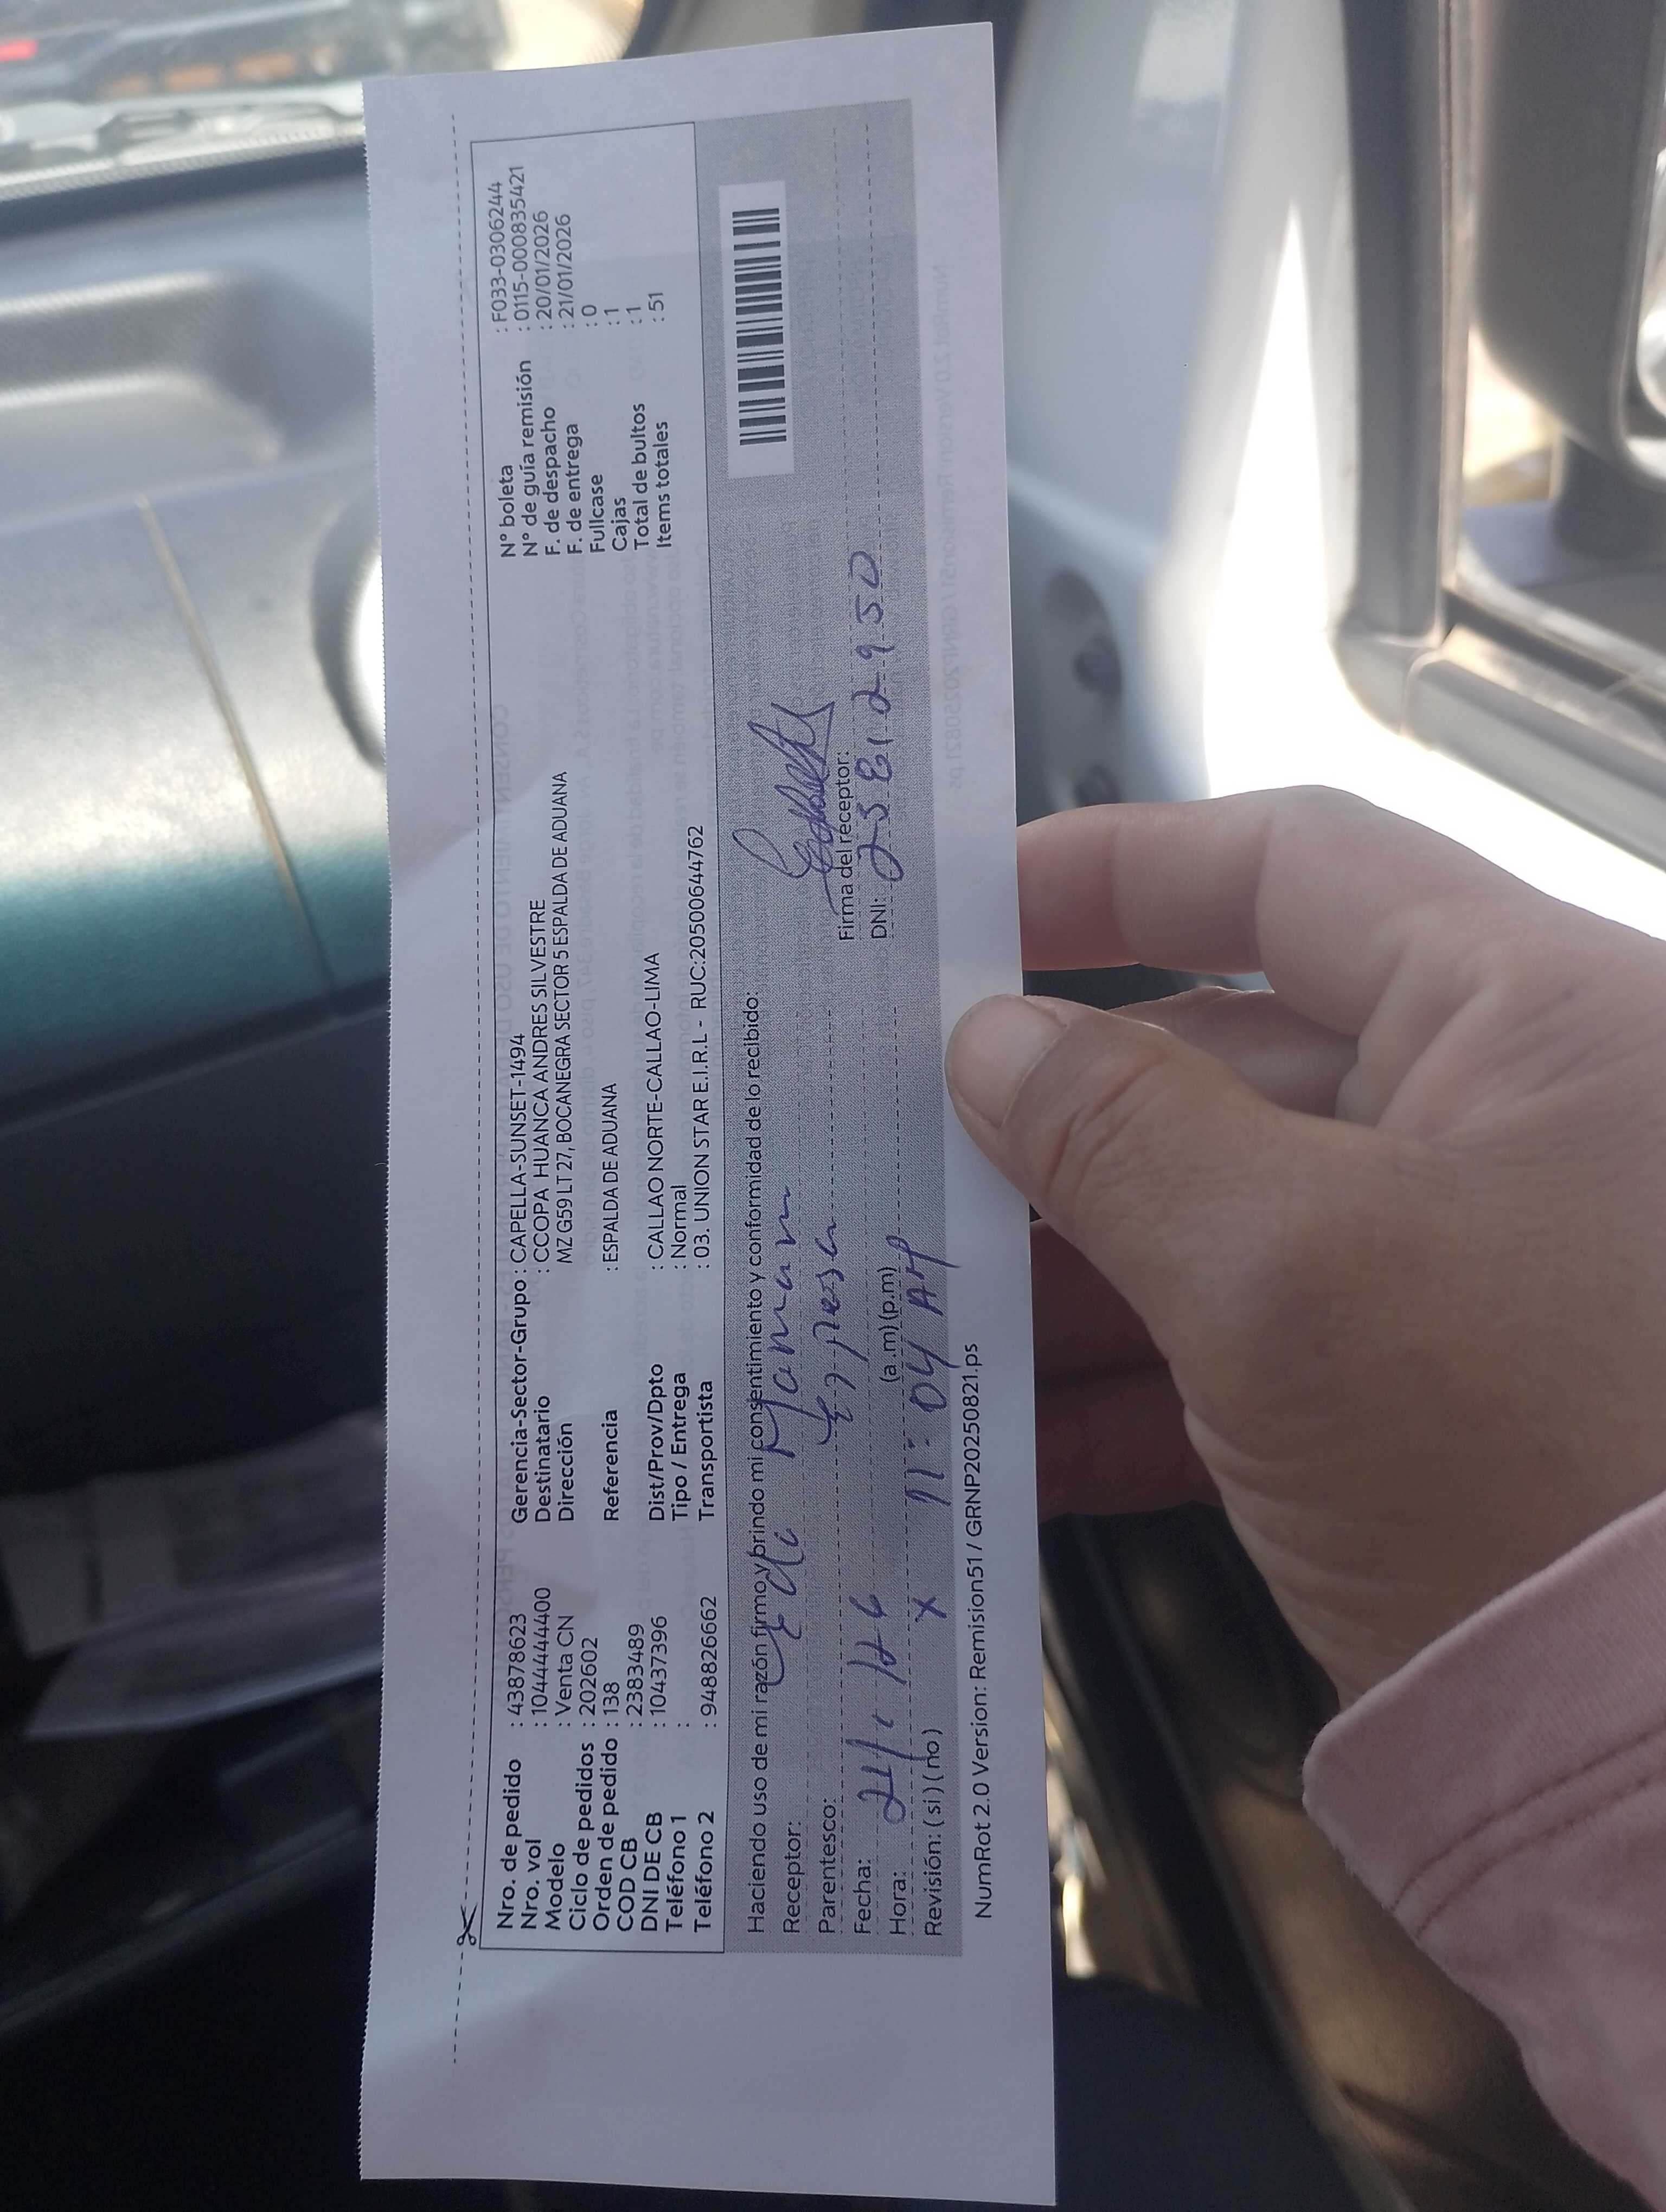 Nro. de pedido : 43878623
Nro. vol : 104444444400
Modelo : Venta CN
Ciclo de pedidos : 202602
Orden de pedido : 138
COD CB : 2383489
DNI DE CB : 10437396
Teléfono 1 :
Teléfono 2 : 948826662
Gerencia-Sector-Grupo : CAPELLA-SUNSET-1494
Destinatario : CCOPA HUANCA ANDRES SILVESTRE
Dirección MZ G59 LT 27, BOCANEGRA SECTOR 5 ESPALDA DE ADUANA
Referencia : ESPALDA DE ADUANA
Dist/Prov/Dpto : CALLAO NORTE-CALLAO-LIMA
Tipo / Entrega : Normal
Transportista : 03. UNION STAR E.I.R.L - RUC:20500644762
N° boleta : F033-0306244
N° de guía remisión : 0115-0008354​21
F. de despacho : 20/01/2026
F. de entrega : 21/01/2026
Fullcase : 0
Cajas : 1
Total de bultos : 1
Items totales : 51
Haciendo uso de mi razón firmo y brindo mi consentimiento y conformidad de lo recibido:
Receptor: Edi Mamani
Parentesco:
Fecha:
Hora: (a.m) (p.m) 11:04 AM
Revisión: ( si ) ( no ) x
Firma del receptor:
DNI:
NumRot 2.0 Version: Remision51 / GRNP20250821.ps